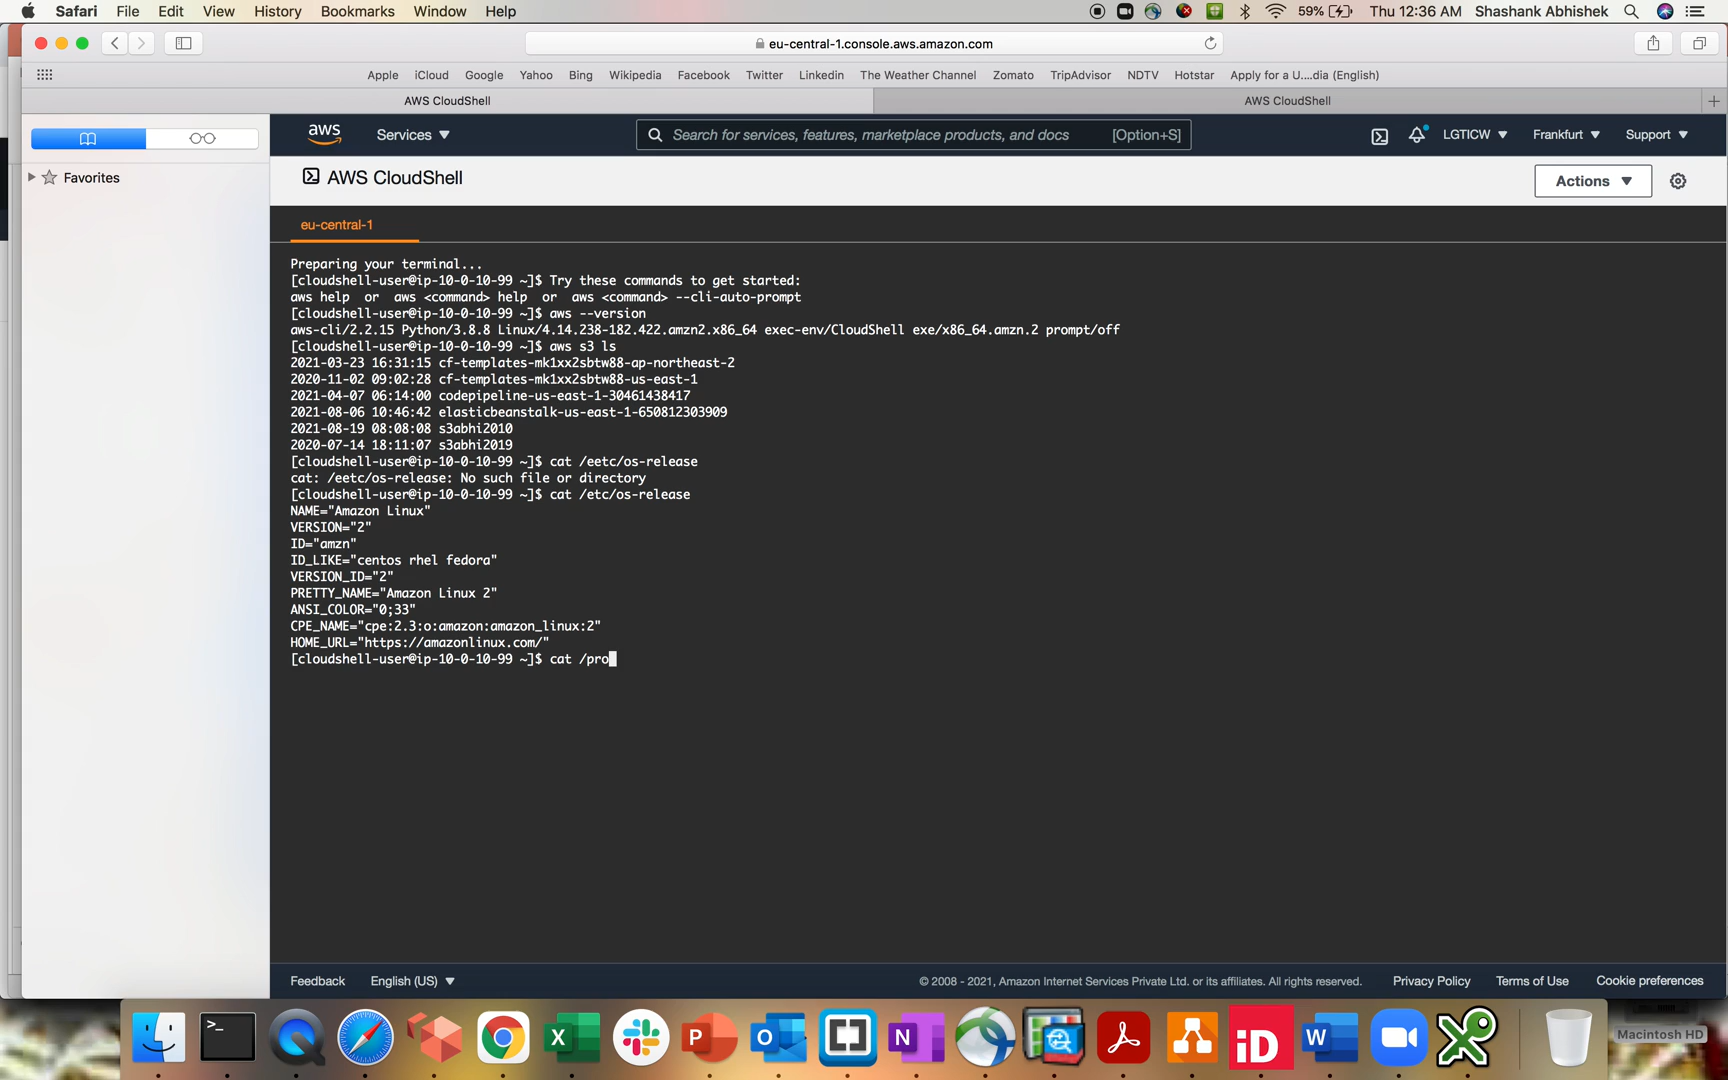 Safari File Edit View History Bookmarks Window Help 59% Thu 12:36 AM Shashank Abhishek
eu-central-1.console.aws.amazon.com
Apple iCloud Google Yahoo Bing Wikipedia Facebook Twitter Linkedin The Weather Channel Zomato TripAdvisor NDTV Hotstar Apply for a U....dia (English)
AWS CloudShell AWS CloudShell
aws Services Search for services, features, marketplace products, and docs [Option+S] LGTICW Frankfurt Support
Favorites
AWS CloudShell Actions
eu-central-1
Preparing your terminal...
[cloudshell-user@ip-10-0-10-99 ~]$ Try these commands to get started:
aws help or aws <command> help or aws <command> --cli-auto-prompt
[cloudshell-user@ip-10-0-10-99 ~]$ aws --version
aws-cli/2.2.15 Python/3.8.8 Linux/4.14.238-182.422.amzn2.x86_64 exec-env/CloudShell exe/x86_64.amzn.2 prompt/off
[cloudshell-user@ip-10-0-10-99 ~]$ aws s3 ls
2021-03-23 16:31:15 cf-templates-mk1xx2sbtw88-ap-northeast-2
2020-11-02 09:02:28 cf-templates-mk1xx2sbtw88-us-east-1
2021-04-07 06:14:00 codepipeline-us-east-1-30461438417
2021-08-06 10:46:42 elasticbeanstalk-us-east-1-650812303909
2021-08-19 08:08:08 s3abhi2010
2020-07-14 18:11:07 s3abhi2019
[cloudshell-user@ip-10-0-10-99 ~]$ cat /eetc/os-release
cat: /eetc/os-release: No such file or directory
[cloudshell-user@ip-10-0-10-99 ~]$ cat /etc/os-release
NAME="Amazon Linux"
VERSION="2"
ID="amzn"
ID_LIKE="centos rhel fedora"
VERSION_ID="2"
PRETTY_NAME="Amazon Linux 2"
ANSI_COLOR="0;33"
CPE_NAME="cpe:2.3:o:amazon:amazon_linux:2"
HOME_URL="https://amazonlinux.com/"
[cloudshell-user@ip-10-0-10-99 ~]$ cat /pro
Feedback English (US) © 2008 - 2021, Amazon Internet Services Private Ltd. or its affiliates. All rights reserved. Privacy Policy Terms of Use Cookie preferences
Macintosh HD